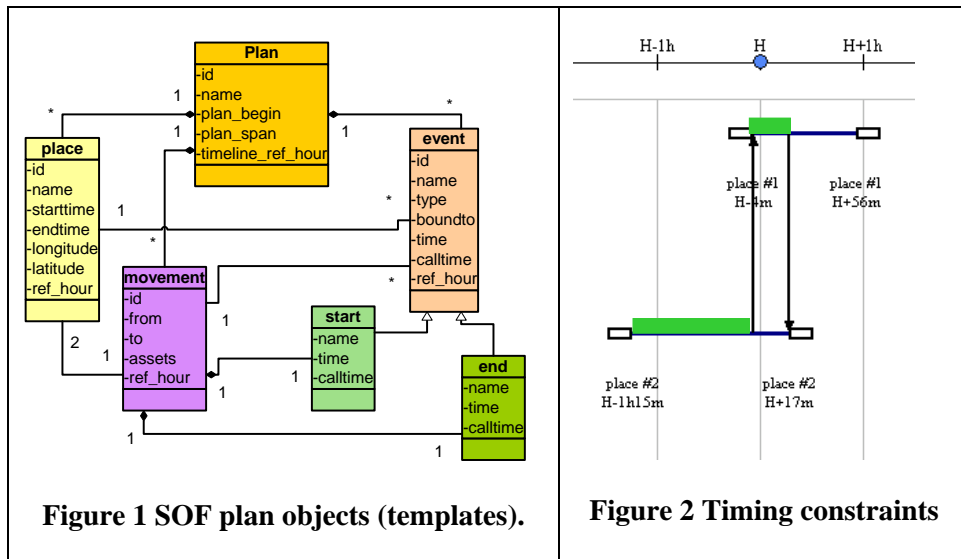 Plan
-id
-name
-plan_begin
-plan_span
-timeline_ref_hour
1
*
1
1
*
place
-id
-name
-starttime
-endtime
-longitude
-latitude
-ref_hour
event
-id
-name
-type
-boundto
-time
-calltime
-ref_hour
1
*
*
movement
-id
-from
-to
-assets
-ref_hour
*
1
2
1
start
-name
-time
-calltime
1
1
end
-name
-time
-calltime
1
1
Figure 1 SOF plan objects (templates).
H-1h
H
H+1h
place #1
H-4m
place #1
H+56m
place #2
H-1h15m
place #2
H+17m
Figure 2 Timing constraints